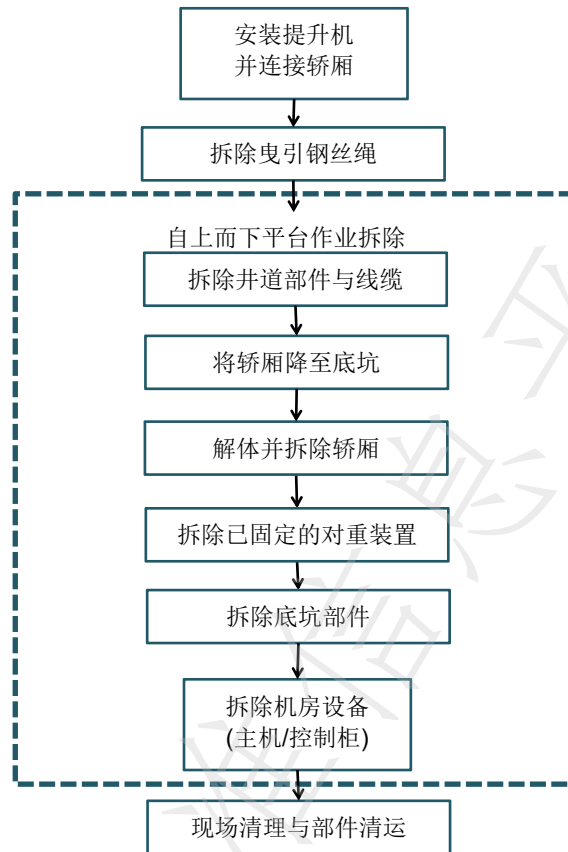 安装提升机
并连接轿厢
拆除曳引钢丝绳
自上而下平台作业拆除
拆除井道部件与线缆
将轿厢降至底坑
解体并拆除轿厢
拆除已固定的对重装置
拆除底坑部件
拆除机房设备
(主机/控制柜)
现场清理与部件清运